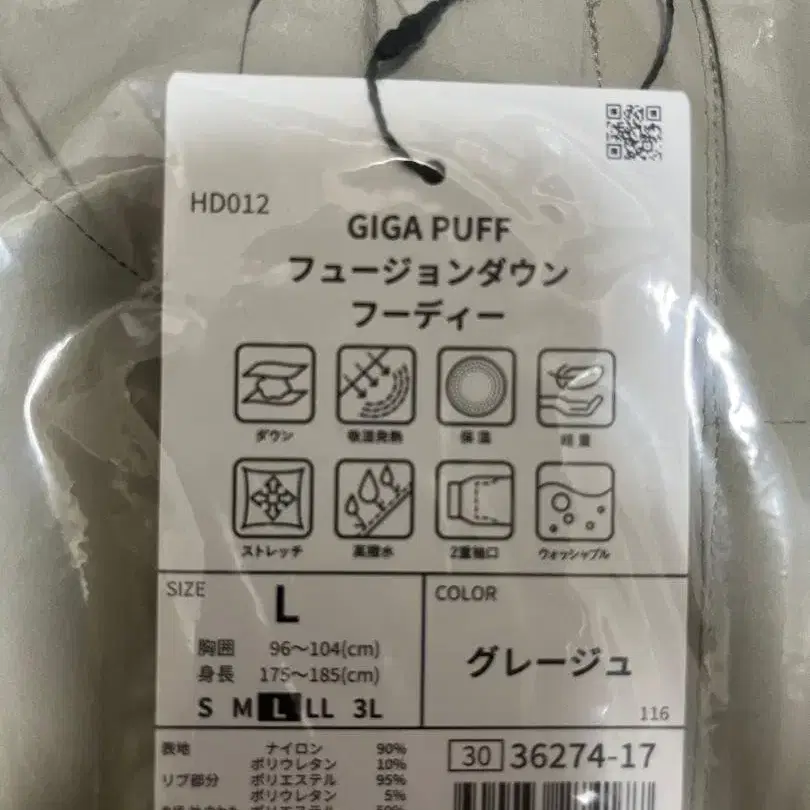 HD012
GIGA PUFF
フュージョンダウン
フーディー
ダウン 吸湿発熱 保温 軽量
ストレッチ 高撥水 2重袖口 ウォッシャブル
SIZE
L
胸囲 96～104(cm)
身長 175～185(cm)
S M L LL 3L
COLOR
グレージュ
116
表地 ナイロン 90%
ポリウレタン 10%
リブ部分 ポリエステル 95%
ポリウレタン 5%
30 36274-17